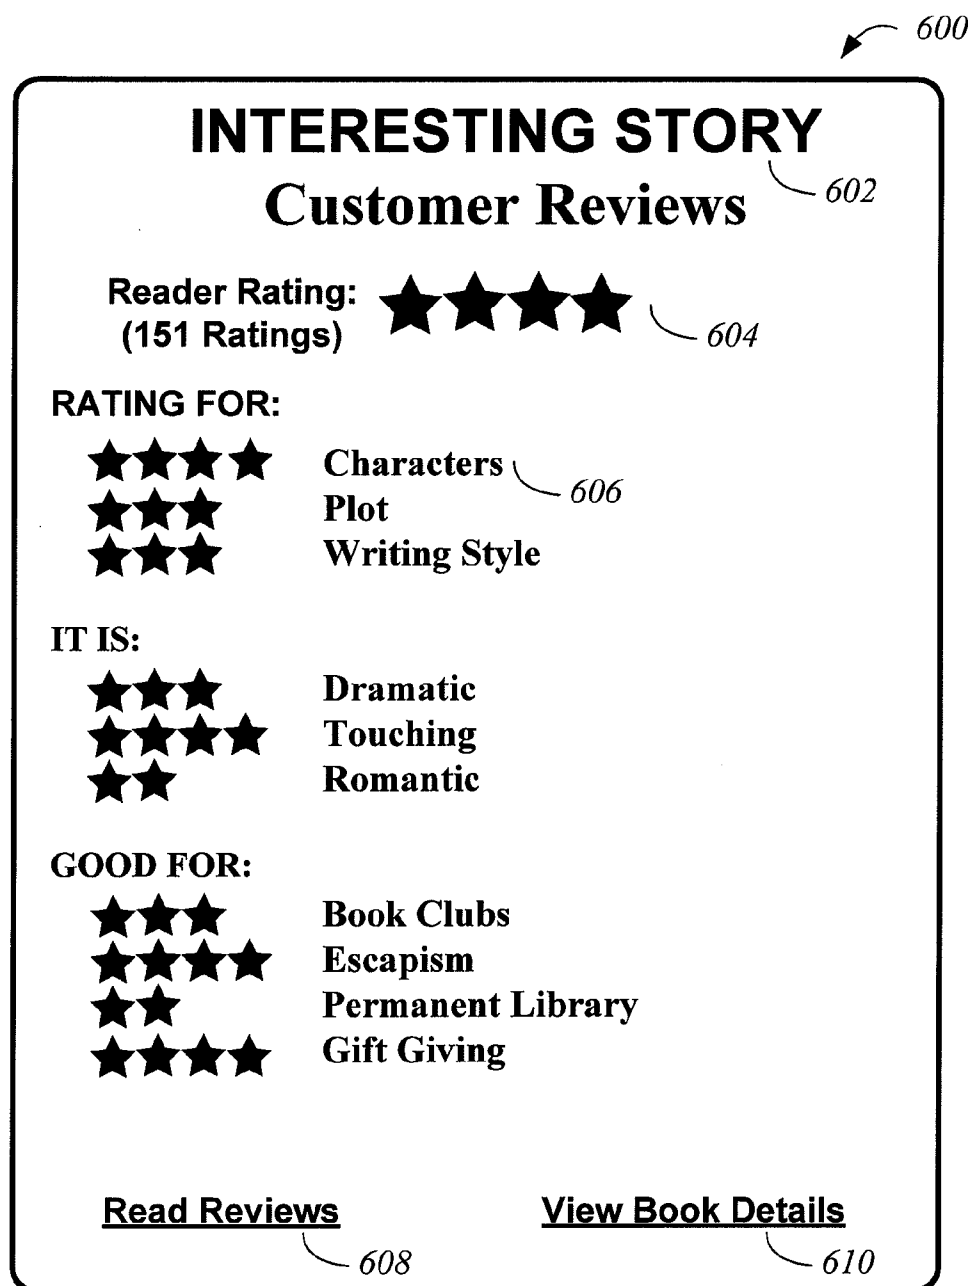 600
INTERESTING STORY
602
Customer Reviews
Reader Rating:
(151 Ratings)
604
RATING FOR:
Characters
606
Plot
Writing Style
IT IS:
Dramatic
Touching
Romantic
GOOD FOR:
Book Clubs
Escapism
Permanent Library
Gift Giving
Read Reviews View Book Details
608 610